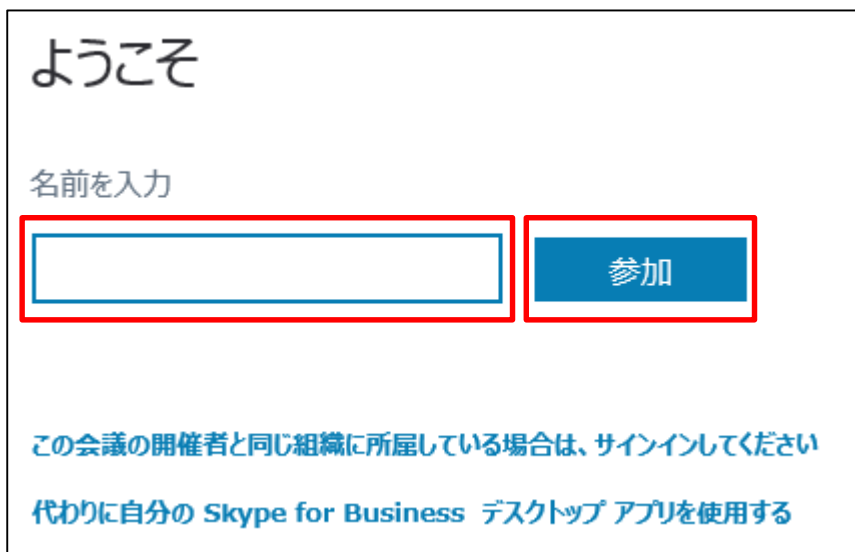 ようこそ
名前を入力
参加
この会議の開催者と同じ組織に所属している場合は、サインインしてください
代わりに自分の Skype for Business デスクトップ アプリを使用する